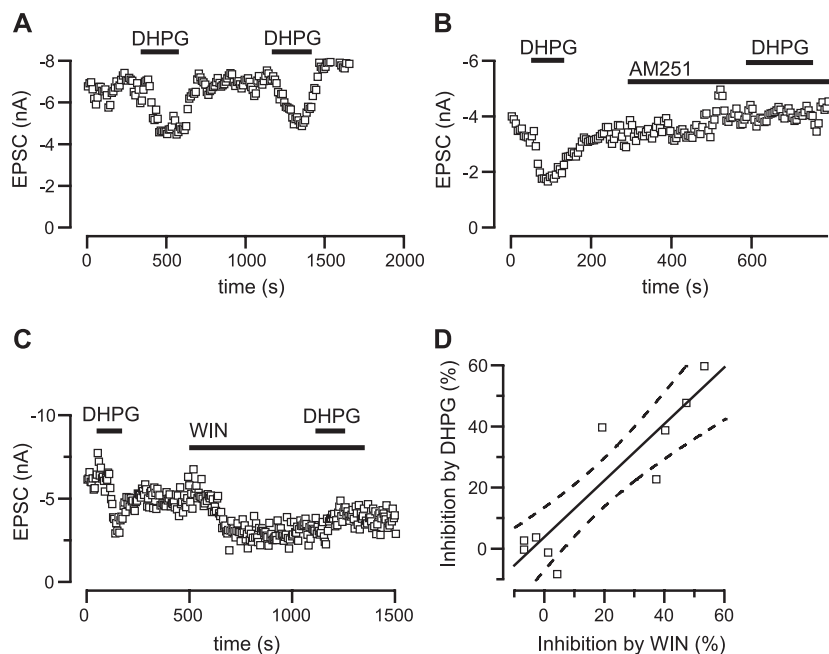 A
DHPG
DHPG
-8
-6
-4
-2
0
EPSC (nA)
0
500
1000
1500
2000
time (s)
B
DHPG
DHPG
AM251
-6
-4
-2
0
EPSC (nA)
0
200
400
600
time (s)
C
DHPG
DHPG
WIN
-10
-5
0
EPSC (nA)
0
500
1000
1500
time (s)
D
60
40
20
0
Inhibition by DHPG (%)
0
20
40
60
Inhibition by WIN (%)